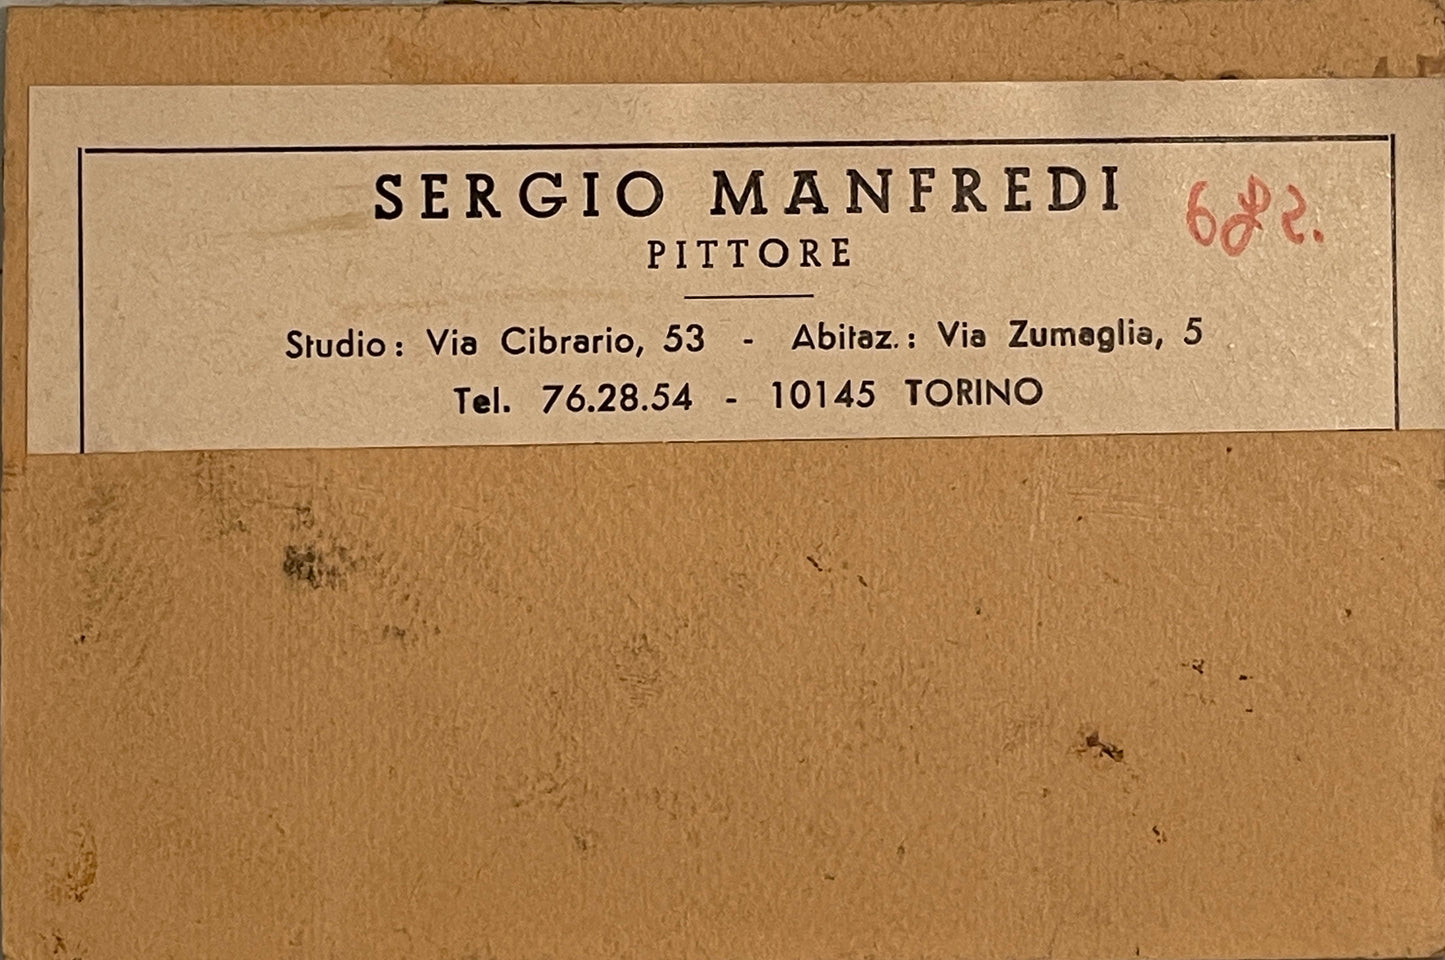 SERGIO MANFREDI
PITTORE
Studio: Via Cibrario, 53 - Abitaz.: Via Zumaglia, 5
Tel. 76.28.54 - 10145 TORINO